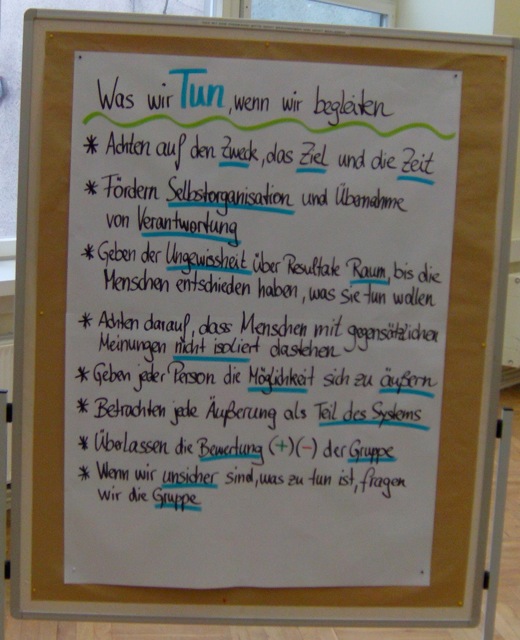 Was wir Tun, wenn wir begleiten
* Achten auf den Zweck, das Ziel und die Zeit
* Fördern Selbstorganisation und Übernahme
von Verantwortung
* Geben der Ungewissheit über Resultate Raum, bis die
Menschen entschieden haben, was sie tun wollen
* Achten darauf, dass Menschen mit gegensätzlichen
Meinungen nicht isoliert dastehen
* Geben jeder Person die Möglichkeit sich zu äußern
* Betrachten jede Äußerung als Teil des Systems
* Überlassen die Bewertung (+)(-) der Gruppe
* Wenn wir unsicher sind, was zu tun ist, fragen
wir die Gruppe